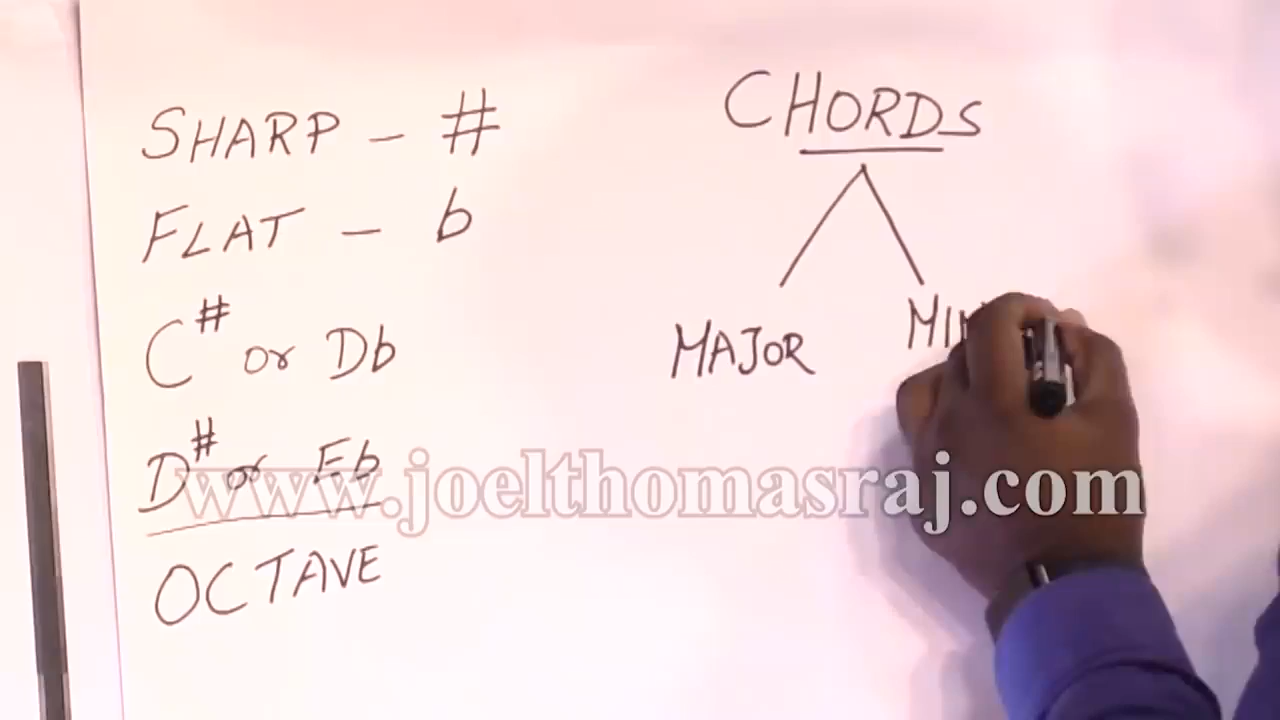 SHARP - #
FLAT - b
C# or Db
D# or Eb
OCTAVE
CHORDS
MAJOR
www.joelthomasraj.com